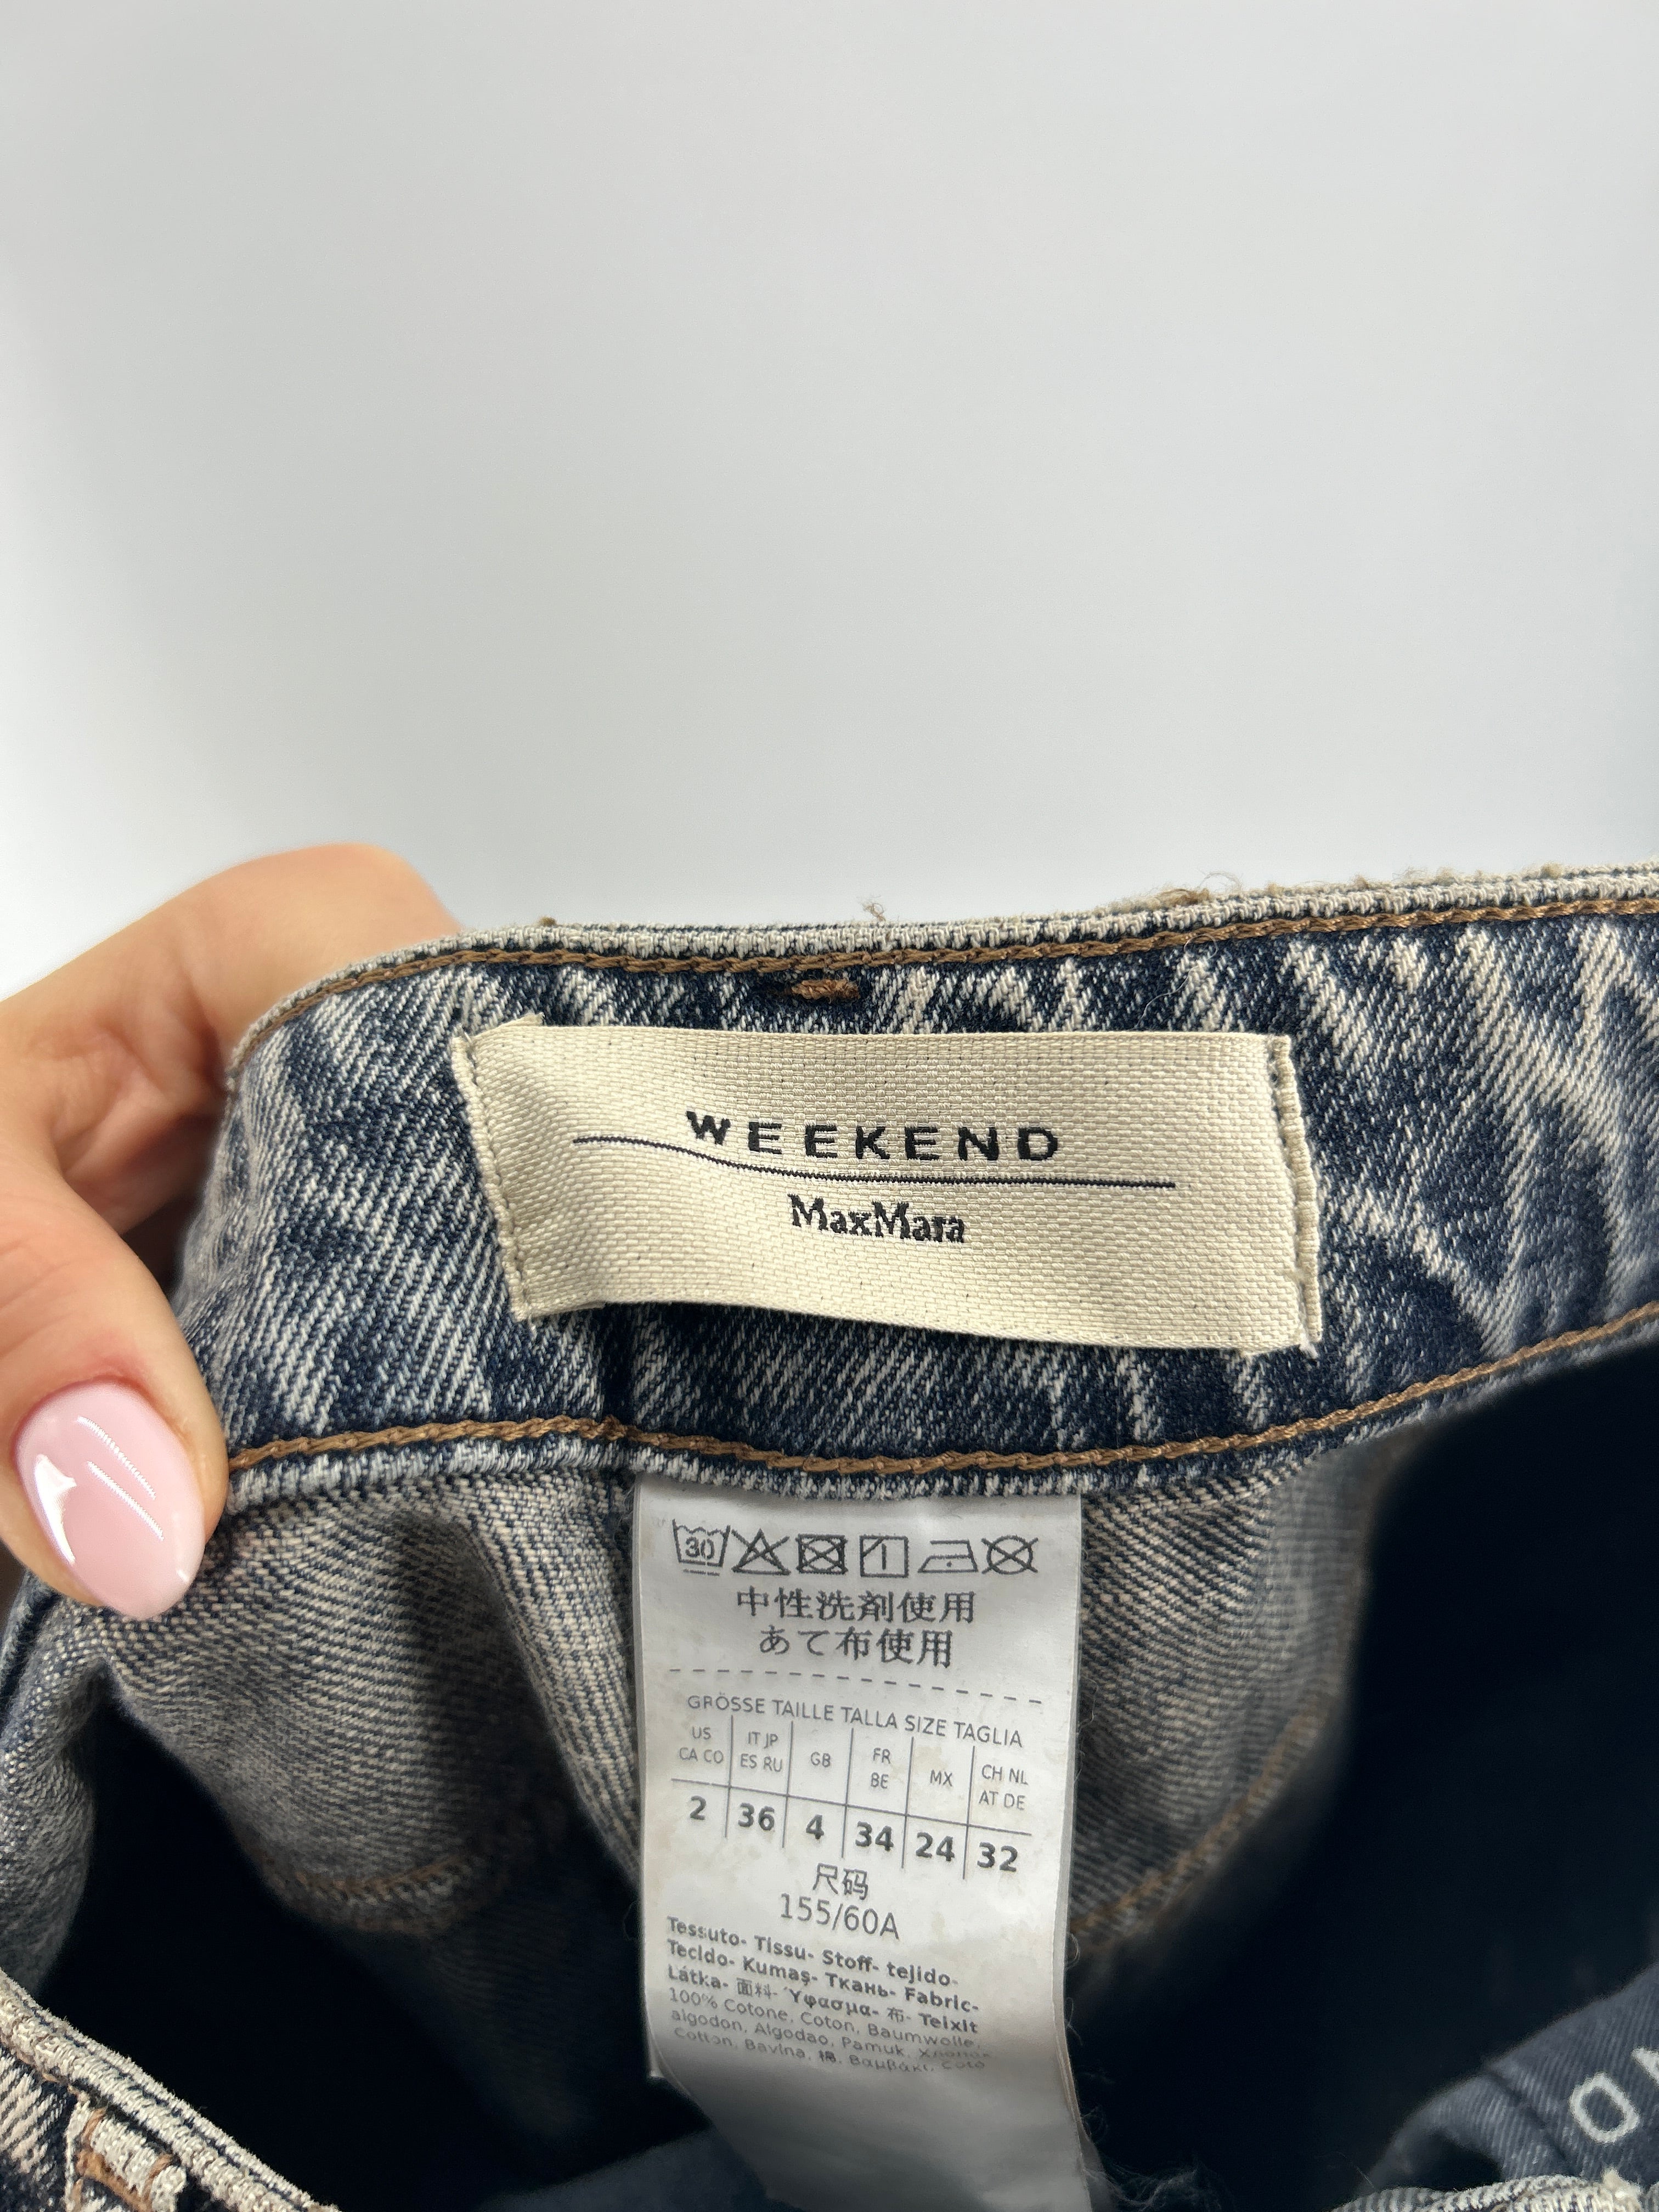 WEEKEND
MaxMara
30
中性洗剤使用
あて布使用
GRÖSSE TAILLE TALLA SIZE TAGLIA
US CA CO IT JP ES RU GB FR BE MX CH NL AT DE
2 36 4 34 24 32
尺码
155/60A
Tessuto- Tissu- Stoff- tejido-
Tecido- Kumaş- Ткань- Fabric-
Látka- 面料- Ύφασμα- 布- Teixit
100% Cotone, Coton, Baumwolle,
algodon, Algodao, Pamuk, Хлопок
Cotton, Bavlna, 棉, Βαμβάκι, Coto